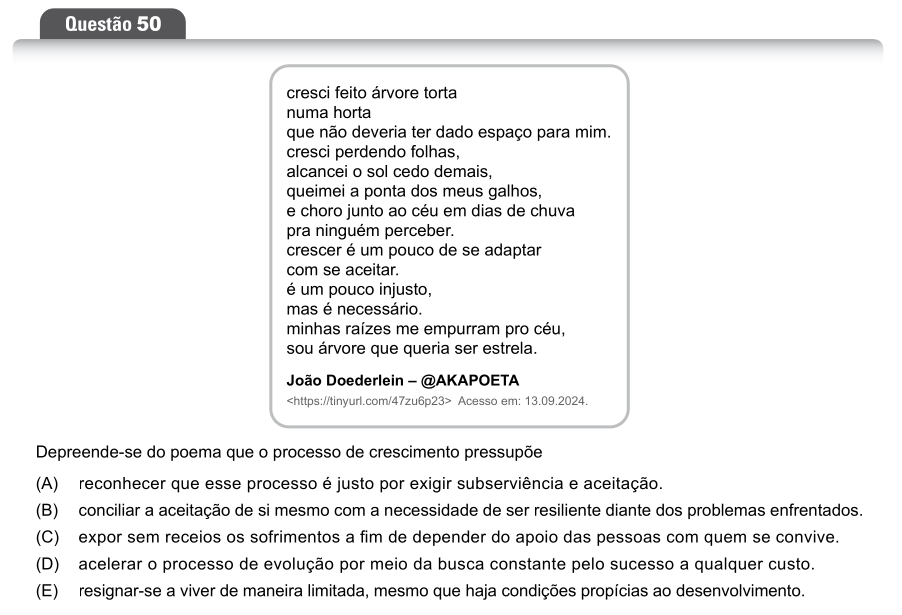 Questão 50
cresci feito árvore torta
numa horta
que não deveria ter dado espaço para mim.
cresci perdendo folhas,
alcancei o sol cedo demais,
queimei a ponta dos meus galhos,
e choro junto ao céu em dias de chuva
pra ninguém perceber.
crescer é um pouco de se adaptar
com se aceitar.
é um pouco injusto,
mas é necessário.
minhas raízes me empurram pro céu,
sou árvore que queria ser estrela.
João Doederlein – @AKAPOETA
<https://tinyurl.com/47zu6p23> Acesso em: 13.09.2024.
Depreende-se do poema que o processo de crescimento pressupõe
(A) reconhecer que esse processo é justo por exigir subserviência e aceitação.
(B) conciliar a aceitação de si mesmo com a necessidade de ser resiliente diante dos problemas enfrentados.
(C) expor sem receios os sofrimentos a fim de depender do apoio das pessoas com quem se convive.
(D) acelerar o processo de evolução por meio da busca constante pelo sucesso a qualquer custo.
(E) resignar-se a viver de maneira limitada, mesmo que haja condições propícias ao desenvolvimento.